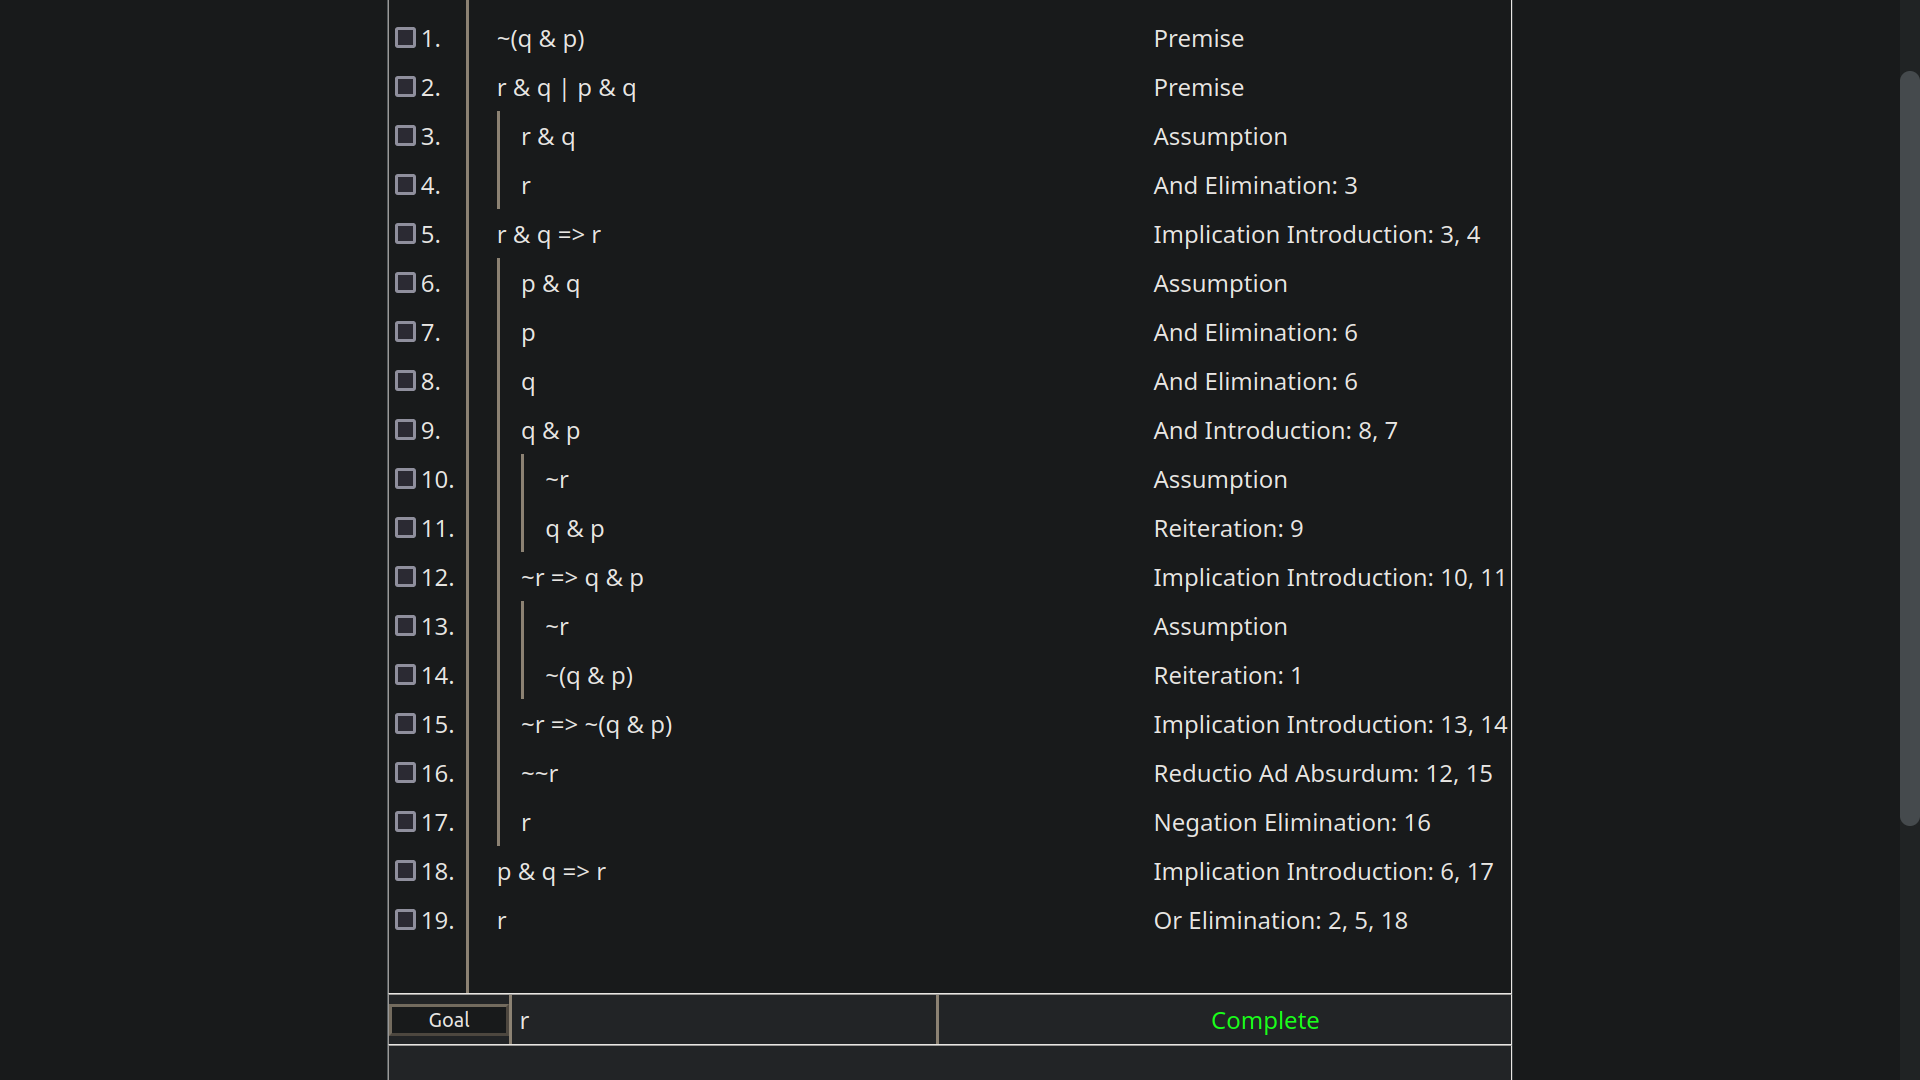 1. ~(q & p) Premise
2. r & q | p & q Premise
3. r & q Assumption
4. r And Elimination: 3
5. r & q => r Implication Introduction: 3, 4
6. p & q Assumption
7. p And Elimination: 6
8. q And Elimination: 6
9. q & p And Introduction: 8, 7
10. ~r Assumption
11. q & p Reiteration: 9
12. ~r => q & p Implication Introduction: 10, 11
13. ~r Assumption
14. ~(q & p) Reiteration: 1
15. ~r => ~(q & p) Implication Introduction: 13, 14
16. ~~r Reductio Ad Absurdum: 12, 15
17. r Negation Elimination: 16
18. p & q => r Implication Introduction: 6, 17
19. r Or Elimination: 2, 5, 18
Goal r Complete